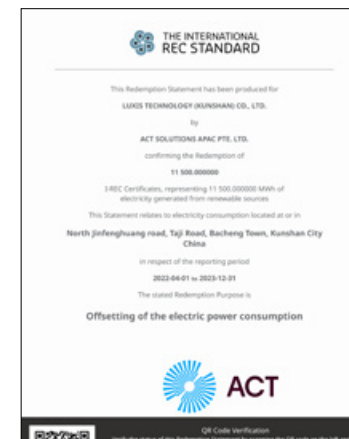 THE INTERNATIONAL
REC STANDARD
This Redemption Statement has been produced for
LUXIS TECHNOLOGY (KUNSHAN) CO., LTD.
by
ACT SOLUTIONS APAC PTE. LTD.
confirming the Redemption of
11 500.000000
I-REC Certificates, representing 11 500.000000 MWh of
electricity generated from renewable sources
This Statement relates to electricity consumption located at or in
North Jinfenghuang road, Taji Road, Bacheng Town, Kunshan City
China
in respect of the reporting period
2022-04-01 to 2023-12-31
The stated Redemption Purpose is
Offsetting of the electric power consumption
ACT
QR Code Verification